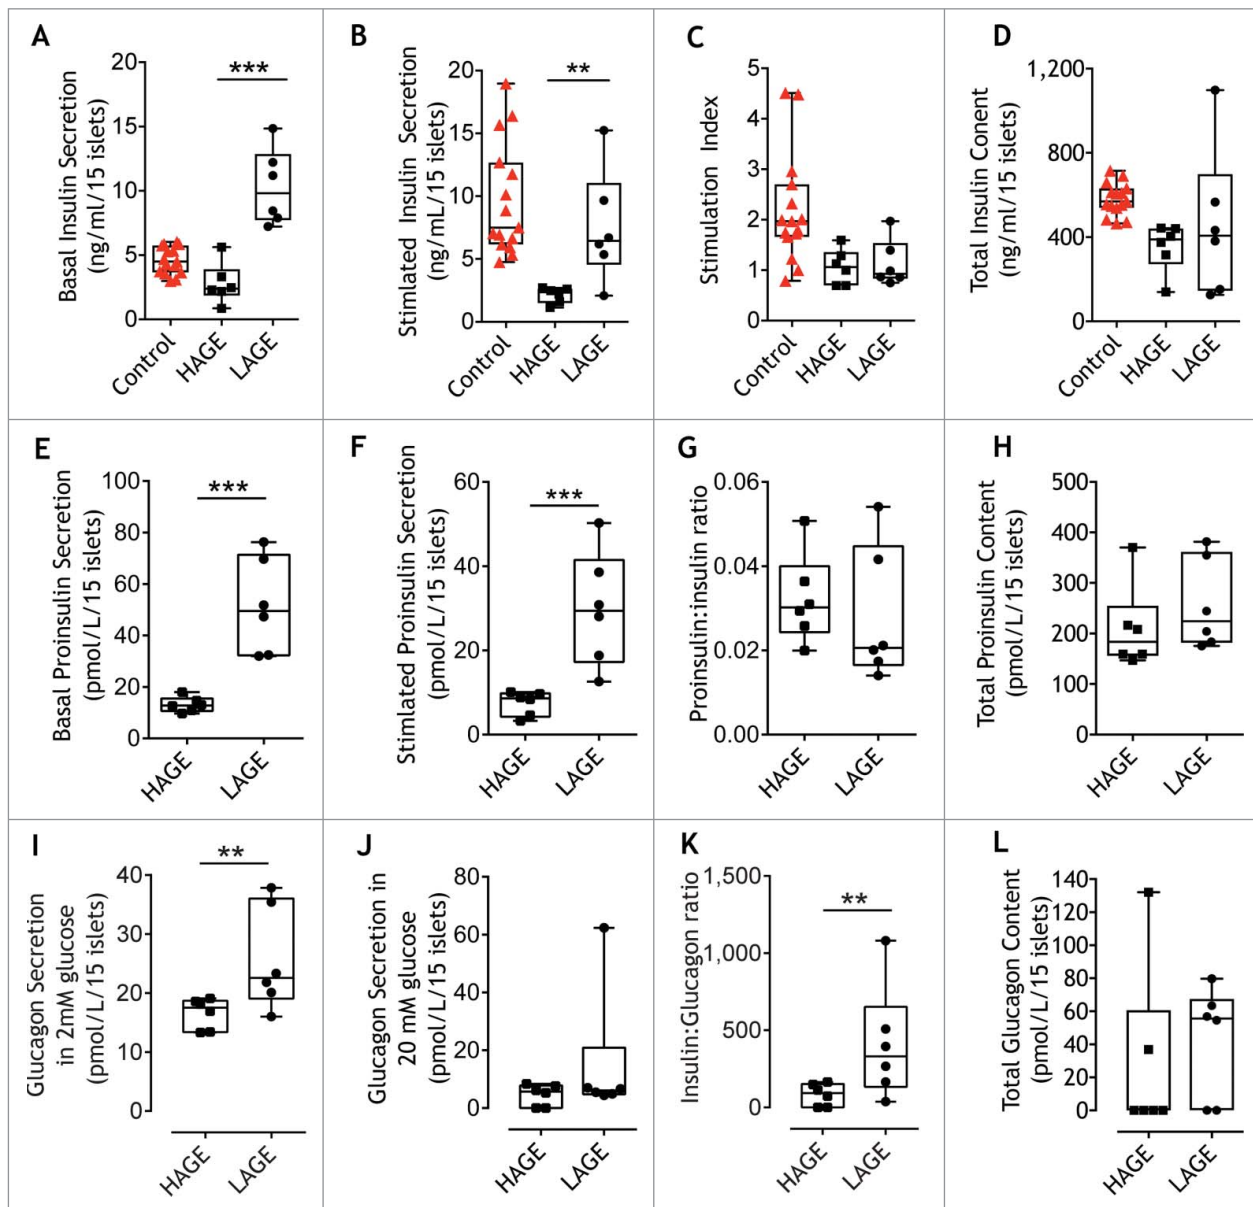 A
Basal Insulin Secretion
(ng/ml/15 islets)
20
15
10
5
0
***
Control
HAGE
LAGE
B
Stimlated Insulin Secretion
(ng/mL/15 islets)
20
15
10
5
0
**
Control
HAGE
LAGE
C
Stimulation Index
5
4
3
2
1
0
Control
HAGE
LAGE
D
Total Insulin Conent
(ng/ml/15 islets)
1,200
800
400
0
Control
HAGE
LAGE
E
Basal Proinsulin Secretion
(pmol/L/15 islets)
100
80
60
40
20
0
***
HAGE
LAGE
F
Stimlated Proinsulin Secretion
(pmol/L/15 islets)
60
40
20
0
***
HAGE
LAGE
G
Proinsulin:insulin ratio
0.06
0.04
0.02
0.00
HAGE
LAGE
H
Total Proinsulin Content
(pmol/L/15 islets)
500
400
300
200
100
0
HAGE
LAGE
I
Glucagon Secretion
in 2mM glucose
(pmol/L/15 islets)
40
30
20
10
0
**
HAGE
LAGE
J
Glucagon Secretion in
20 mM glucose
(pmol/L/15 islets)
80
60
40
20
0
HAGE
LAGE
K
Insulin:Glucagon ratio
1,500
1,000
500
0
**
HAGE
LAGE
L
Total Glucagon Content
(pmol/L/15 islets)
140
120
100
80
60
40
20
0
HAGE
LAGE